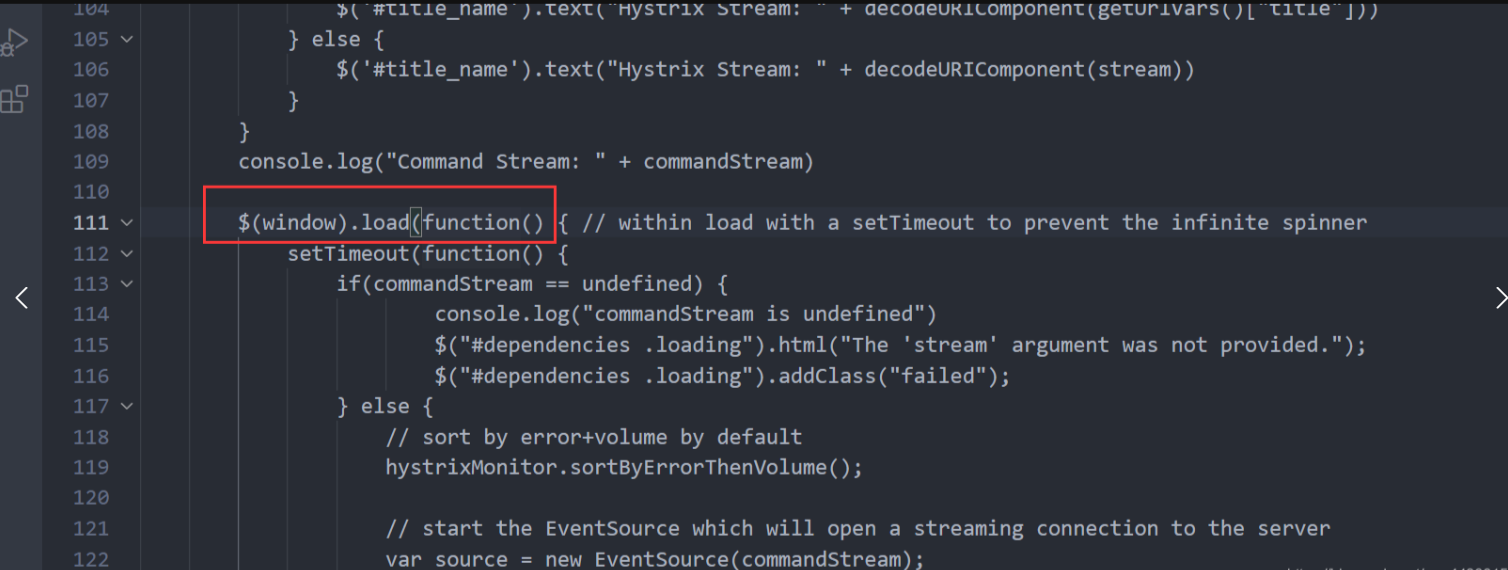 104 $('#title_name').text("Hystrix Stream: " + decodeURIComponent(getUrlVars()["title"]))
105 } else {
106 $('#title_name').text("Hystrix Stream: " + decodeURIComponent(stream))
107 }
108 }
109 console.log("Command Stream: " + commandStream)
110
111 $(window).load(function() { // within load with a setTimeout to prevent the infinite spinner
112 setTimeout(function() {
113 if(commandStream == undefined) {
114 console.log("commandStream is undefined")
115 $("#dependencies .loading").html("The 'stream' argument was not provided.");
116 $("#dependencies .loading").addClass("failed");
117 } else {
118 // sort by error+volume by default
119 hystrixMonitor.sortByErrorThenVolume();
120
121 // start the EventSource which will open a streaming connection to the server
122 var source = new EventSource(commandStream);